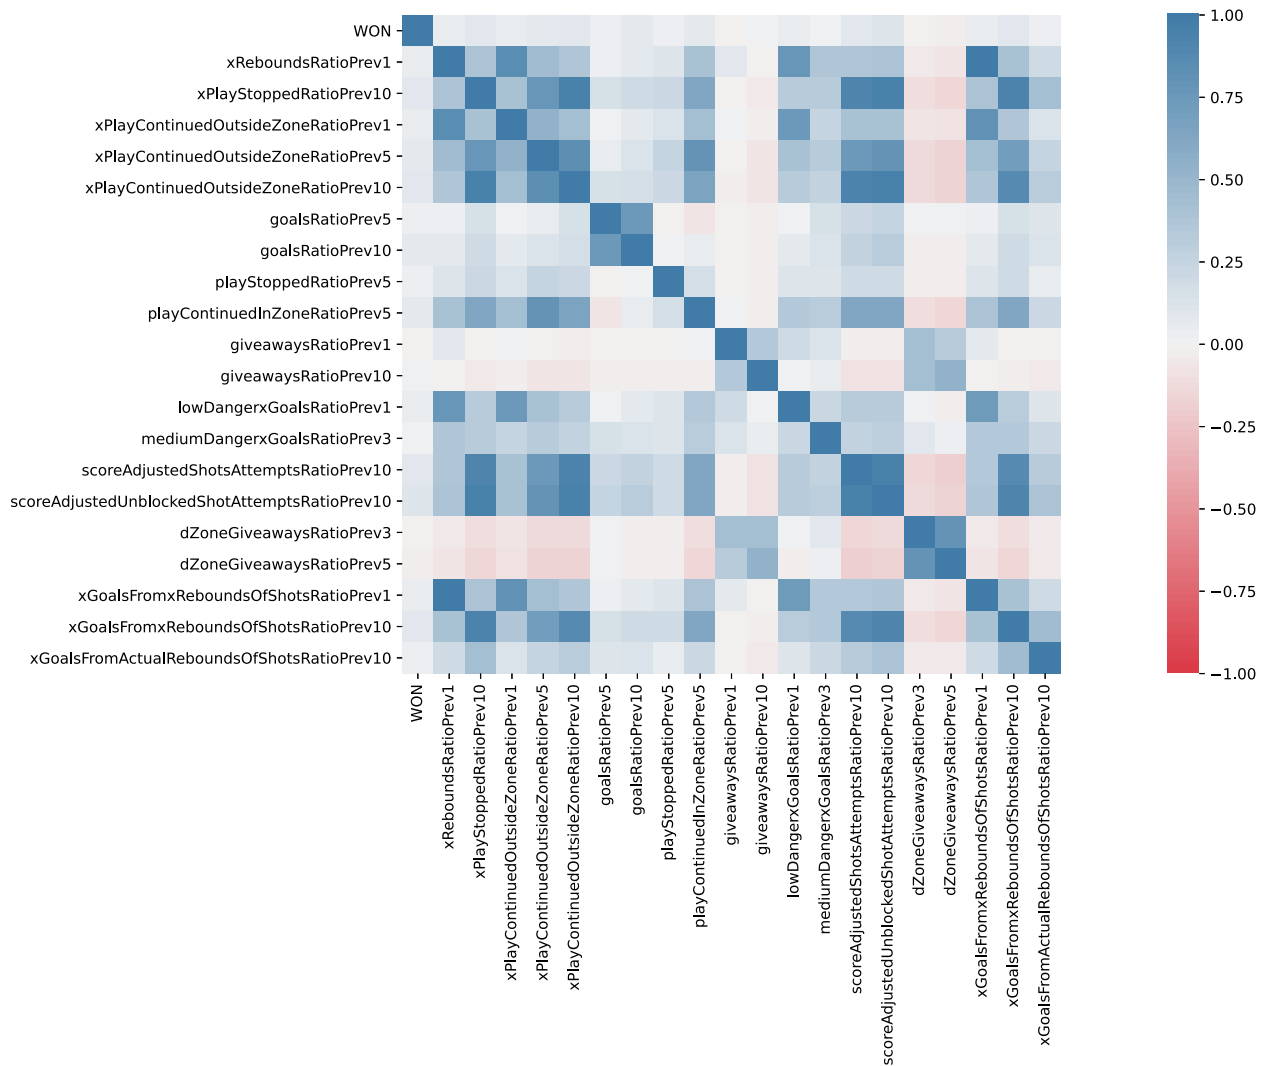 WON
xReboundsRatioPrev1
xPlayStoppedRatioPrev10
xPlayContinuedOutsideZoneRatioPrev1
xPlayContinuedOutsideZoneRatioPrev5
xPlayContinuedOutsideZoneRatioPrev10
goalsRatioPrev5
goalsRatioPrev10
playStoppedRatioPrev5
playContinuedInZoneRatioPrev5
giveawaysRatioPrev1
giveawaysRatioPrev10
lowDangerxGoalsRatioPrev1
mediumDangerxGoalsRatioPrev3
scoreAdjustedShotsAttemptsRatioPrev10
scoreAdjustedUnblockedShotAttemptsRatioPrev10
dZoneGiveawaysRatioPrev3
dZoneGiveawaysRatioPrev5
xGoalsFromxReboundsOfShotsRatioPrev1
xGoalsFromxReboundsOfShotsRatioPrev10
xGoalsFromActualReboundsOfShotsRatioPrev10
WON
xReboundsRatioPrev1
xPlayStoppedRatioPrev10
xPlayContinuedOutsideZoneRatioPrev1
xPlayContinuedOutsideZoneRatioPrev5
xPlayContinuedOutsideZoneRatioPrev10
goalsRatioPrev5
goalsRatioPrev10
playStoppedRatioPrev5
playContinuedInZoneRatioPrev5
giveawaysRatioPrev1
giveawaysRatioPrev10
lowDangerxGoalsRatioPrev1
mediumDangerxGoalsRatioPrev3
scoreAdjustedShotsAttemptsRatioPrev10
scoreAdjustedUnblockedShotAttemptsRatioPrev10
dZoneGiveawaysRatioPrev3
dZoneGiveawaysRatioPrev5
xGoalsFromxReboundsOfShotsRatioPrev1
xGoalsFromxReboundsOfShotsRatioPrev10
xGoalsFromActualReboundsOfShotsRatioPrev10
1.00
0.75
0.50
0.25
0.00
−0.25
−0.50
−0.75
−1.00